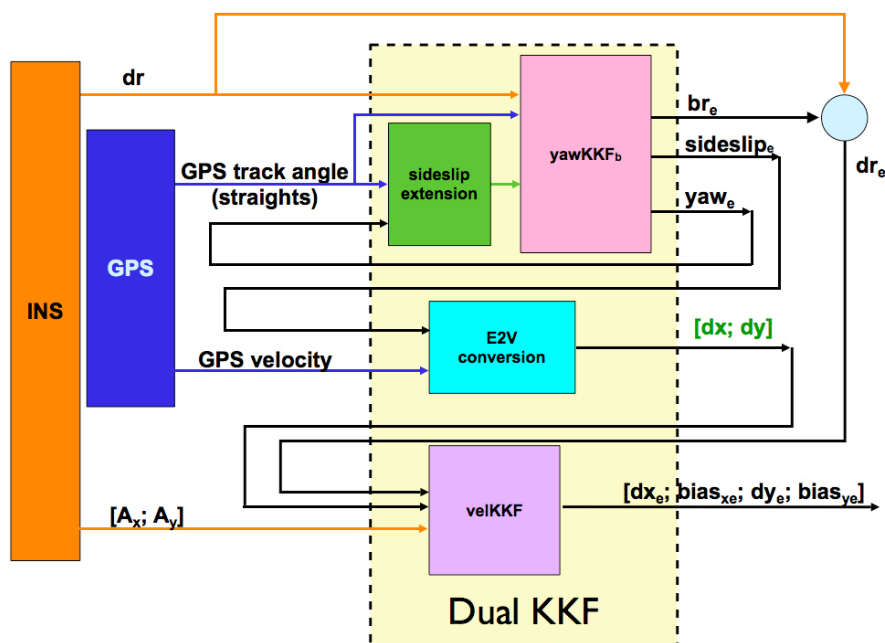 dr
GPS track angle
(straights)
sideslip
extension
yawKKFb
bre
sideslipe
yawe
dre
INS
GPS
GPS velocity
E2V
conversion
[dx; dy]
[Ax; Ay]
velKKF
[dxe; biasxe; dye; biasye]
Dual KKF